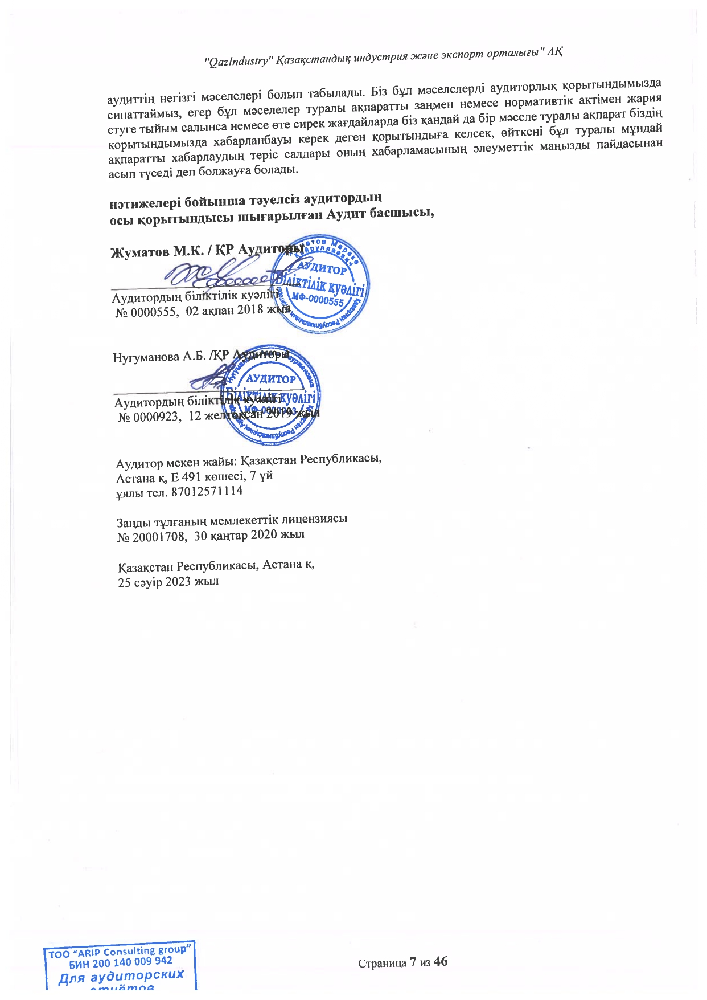 "QazIndustry" Қазақстандық индустрия және экспорт орталығы" АҚ
аудиттің негізгі мәселелері болып табылады. Біз бұл мәселелерді аудиторлық қорытындымызда
сипаттаймыз, егер бұл мәселелер туралы ақпаратты заңмен немесе нормативтік актімен жария
етуге тыйым салынса немесе өте сирек жағдайларда біз қандай да бір мәселе туралы ақпарат біздің
қорытындымызда хабарланбауы керек деген қорытындыға келсек, өйткені бұл туралы мұндай
ақпаратты хабарлаудың теріс салдары оның хабарламасының әлеуметтік маңызды пайдасынан
асып түседі деп болжауға болады.
нәтижелері бойынша тәуелсіз аудитордың
осы қорытындысы шығарылған Аудит басшысы,
Жуматов М.К. / ҚР Аудиторы
Мереке
Хайруллаевич
АУДИТОР
Біліктілік куәлігі
МФ-0000555
Қазақстан Республикасының
Аудитордың біліктілік куәлігі
№ 0000555, 02 ақпан 2018 жыл
Нугуманова А.Б. /ҚР Аудиторы
АУДИТОР
Біліктілік куәлігі
Қазақстан Республикасының
Аудитордың біліктілік куәлігі
№ 0000923, 12 желтоқсан 2019 жыл
Аудитор мекен жайы: Қазақстан Республикасы,
Астана қ, Е 491 көшесі, 7 үй
ұялы тел. 87012571114
Заңды тұлғаның мемлекеттік лицензиясы
№ 20001708, 30 қаңтар 2020 жыл
Қазақстан Республикасы, Астана қ,
25 сәуір 2023 жыл
ТОО "ARIP Consulting group"
БИН 200 140 009 942
Для аудиторских
отчётов
Страница 7 из 46